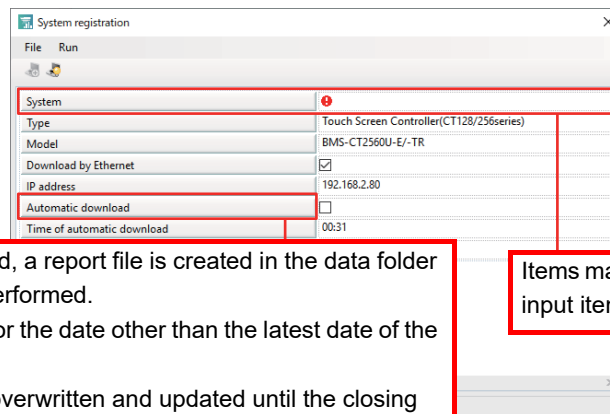 System registration
File Run
System
Type Touch Screen Controller(CT128/256series)
Model BMS-CT2560U-E/-TR
Download by Ethernet
IP address 192.168.2.80
Automatic download
Time of automatic download 00:31
a report file is created in the data folder
or the date other than the latest date of the
overwritten and updated until the closing
Items
input